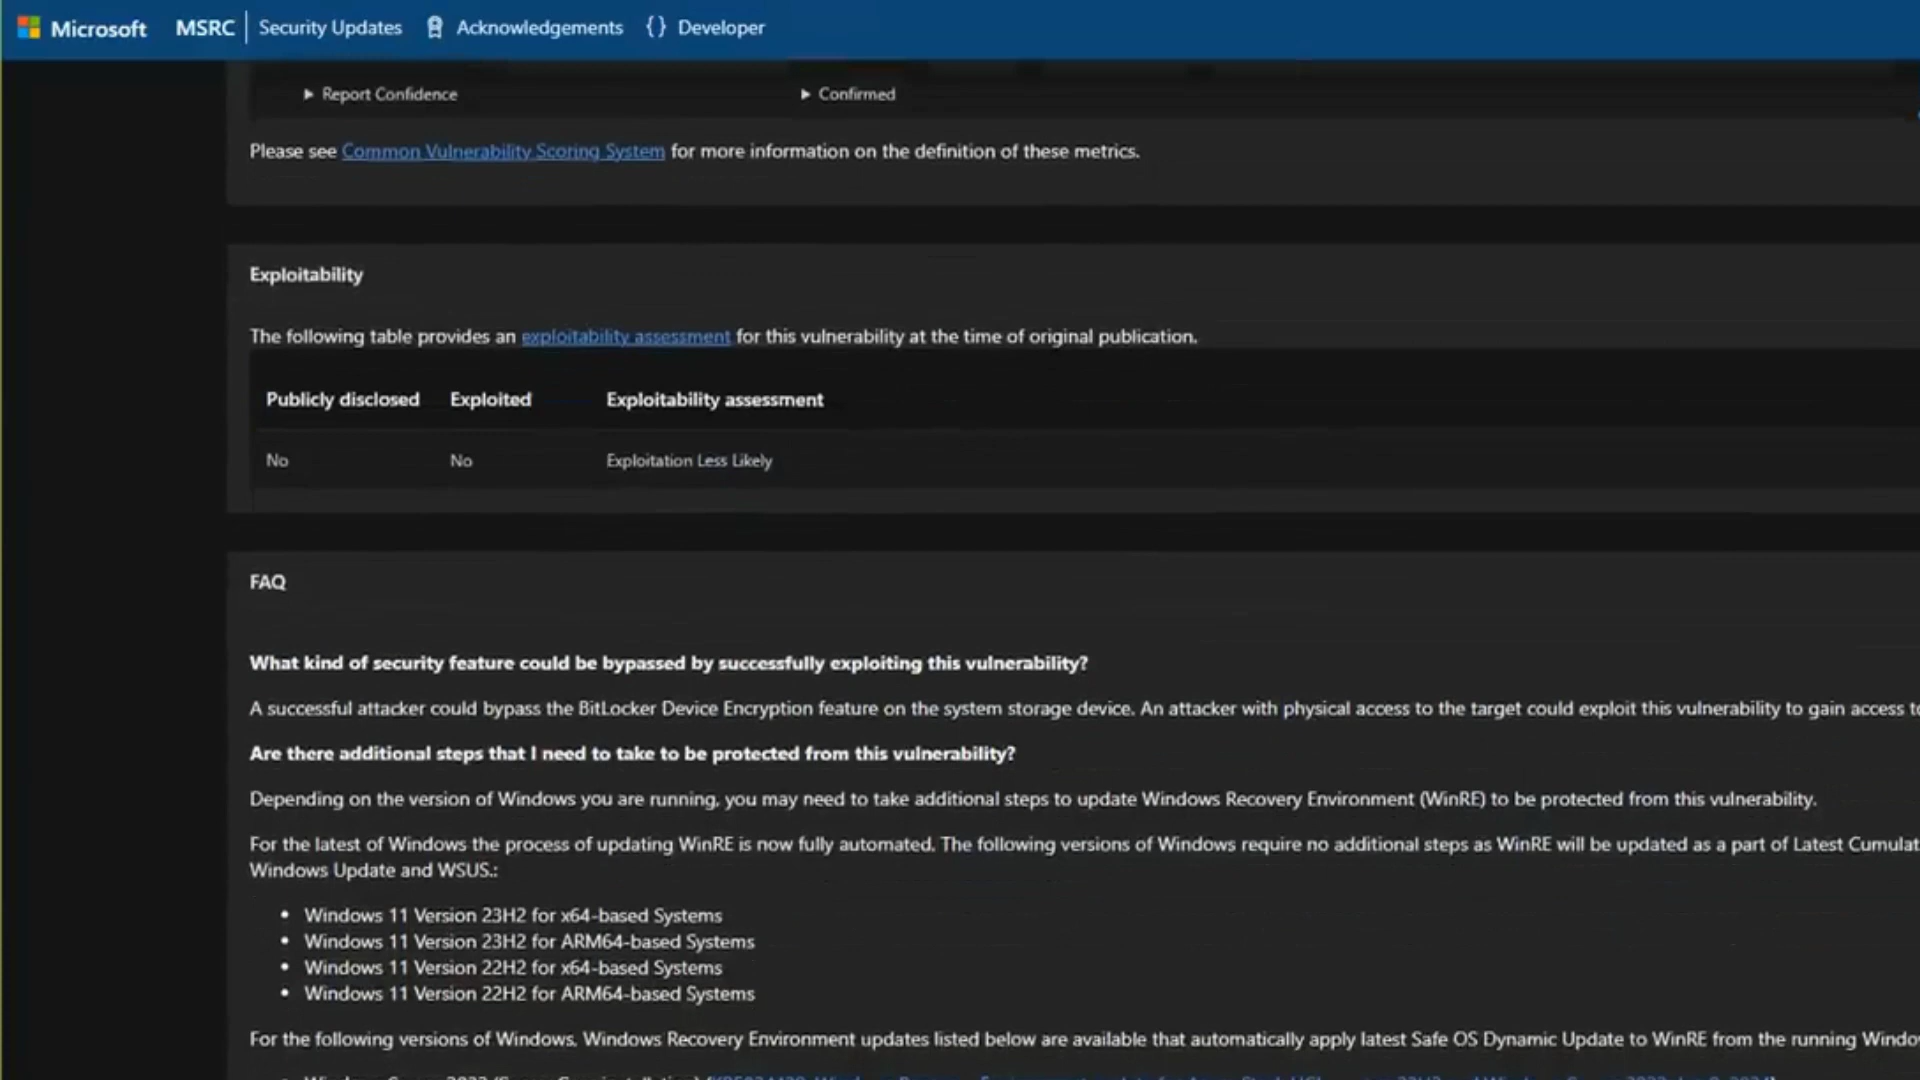 Microsoft MSRC Security Updates Acknowledgements {} Developer
Report Confidence Confirmed
Please see Common Vulnerability Scoring System for more information on the definition of these metrics.
Exploitability
The following table provides an exploitability assessment for this vulnerability at the time of original publication.
Publicly disclosed Exploited Exploitability assessment
No No Exploitation Less Likely
FAQ
What kind of security feature could be bypassed by successfully exploiting this vulnerability?
A successful attacker could bypass the BitLocker Device Encryption feature on the system storage device. An attacker with physical access to the target could exploit this vulnerability to gain access to
Are there additional steps that I need to take to be protected from this vulnerability?
Depending on the version of Windows you are running, you may need to take additional steps to update Windows Recovery Environment (WinRE) to be protected from this vulnerability.
For the latest of Windows the process of updating WinRE is now fully automated. The following versions of Windows require no additional steps as WinRE will be updated as a part of Latest Cumulat
Windows Update and WSUS.:
• Windows 11 Version 23H2 for x64-based Systems
• Windows 11 Version 23H2 for ARM64-based Systems
• Windows 11 Version 22H2 for x64-based Systems
• Windows 11 Version 22H2 for ARM64-based Systems
For the following versions of Windows, Windows Recovery Environment updates listed below are available that automatically apply latest Safe OS Dynamic Update to WinRE from the running Windo